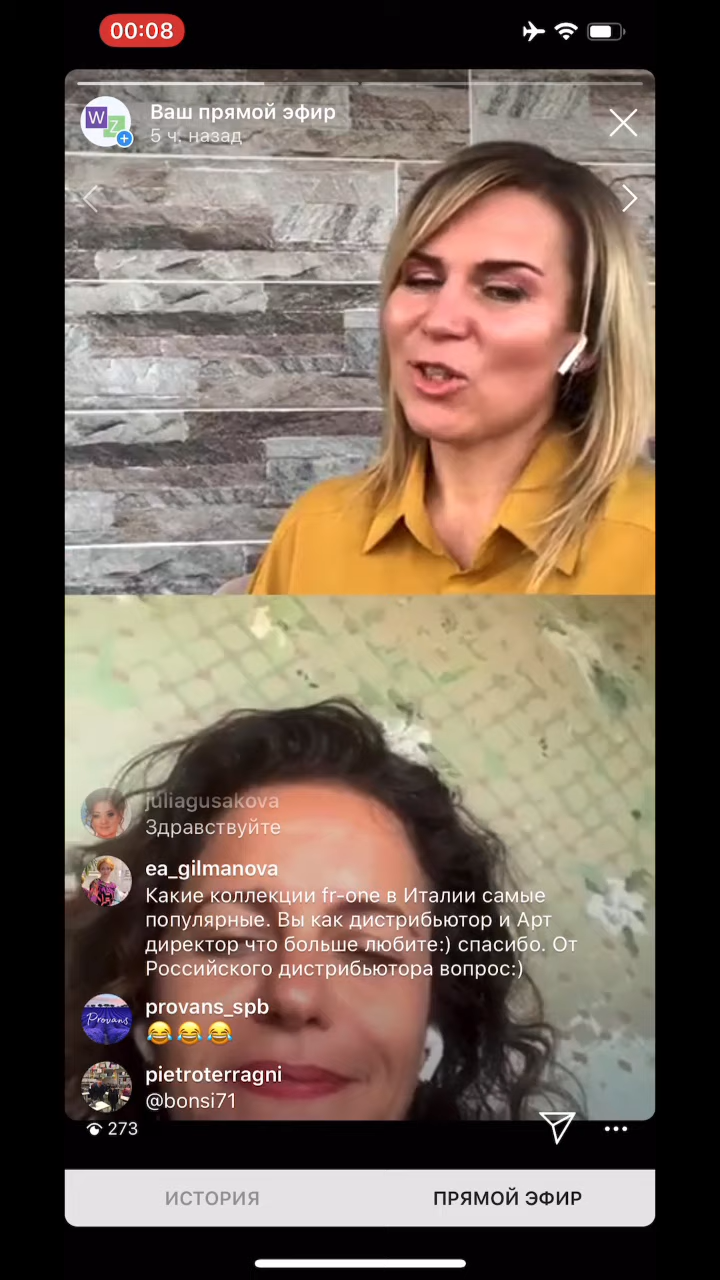 00:08
W
Z
Ваш прямой эфир
5 ч. назад
juliagusakova
Здравствуйте
ea_gilmanova
Какие коллекции fr-one в Италии самые
популярные. Вы как дистрибьютор и Арт
директор что больше любите:) спасибо. От
Российского дистрибьютора вопрос:)
provans_spb
Provans
😂😂😂
pietroterragni
@bonsi71
273
ИСТОРИЯ
ПРЯМОЙ ЭФИР